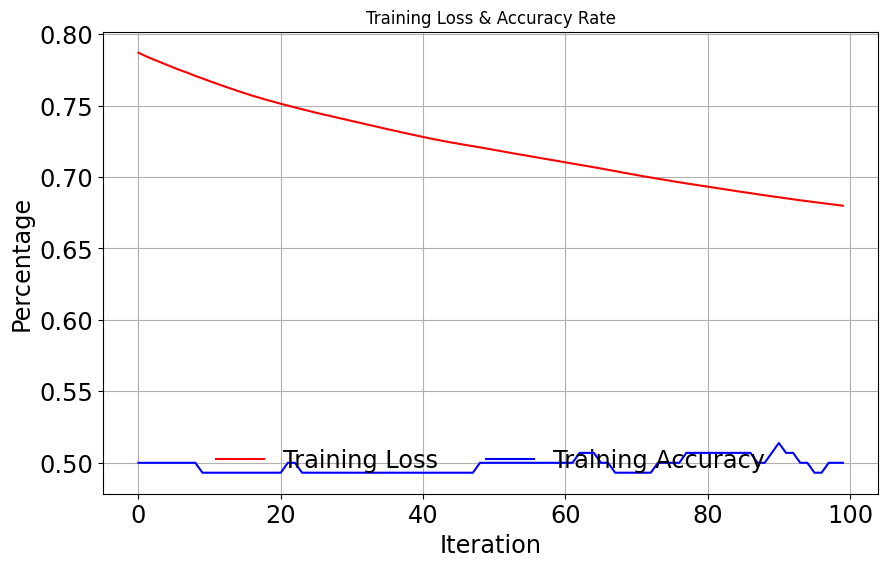 Training Loss & Accuracy Rate
0.80
0.75
0.70
0.65
0.60
0.55
0.50
Percentage
Training Loss Training Accuracy
0 20 40 60 80 100
Iteration